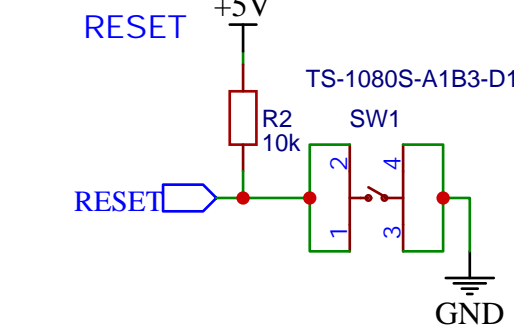 +5V
RESET
TS-1080S-A1B3-D1
R2
10k
SW1
2
4
RESET
1
3
GND